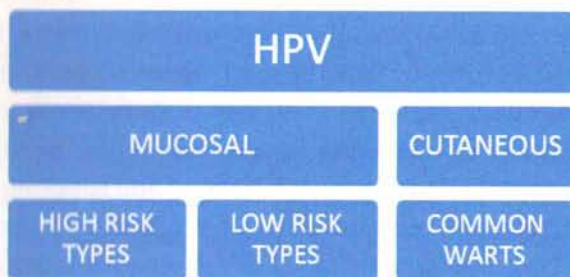 HPV
MUCOSAL
CUTANEOUS
HIGH RISK
TYPES
LOW RISK
TYPES
COMMON
WARTS